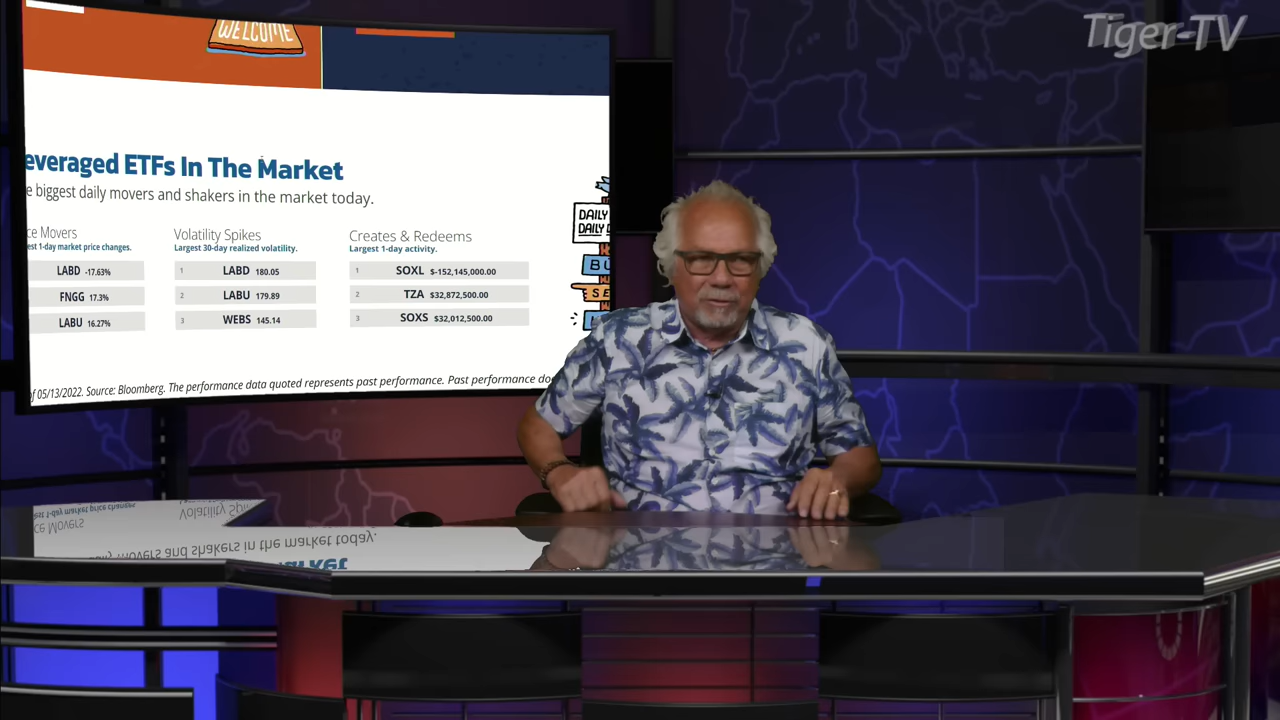 WELCOME
Tiger-TV
everaged ETFs In The Market
e biggest daily movers and shakers in the market today.
ce Movers
est 1-day market price changes.
LABD -17.63%
FNGG 17.3%
LABU 16.27%
Volatility Spikes
Largest 30-day realized volatility.
1 LABD 180.05
2 LABU 179.89
3 WEBS 145.14
Creates & Redeems
Largest 1-day activity.
1 SOXL $-152,145,000.00
2 TZA $32,872,500.00
3 SOXS $32,012,500.00
DAILY
DAILY
BU
SE
of 05/13/2022. Source: Bloomberg. The performance data quoted represents past performance. Past performance do